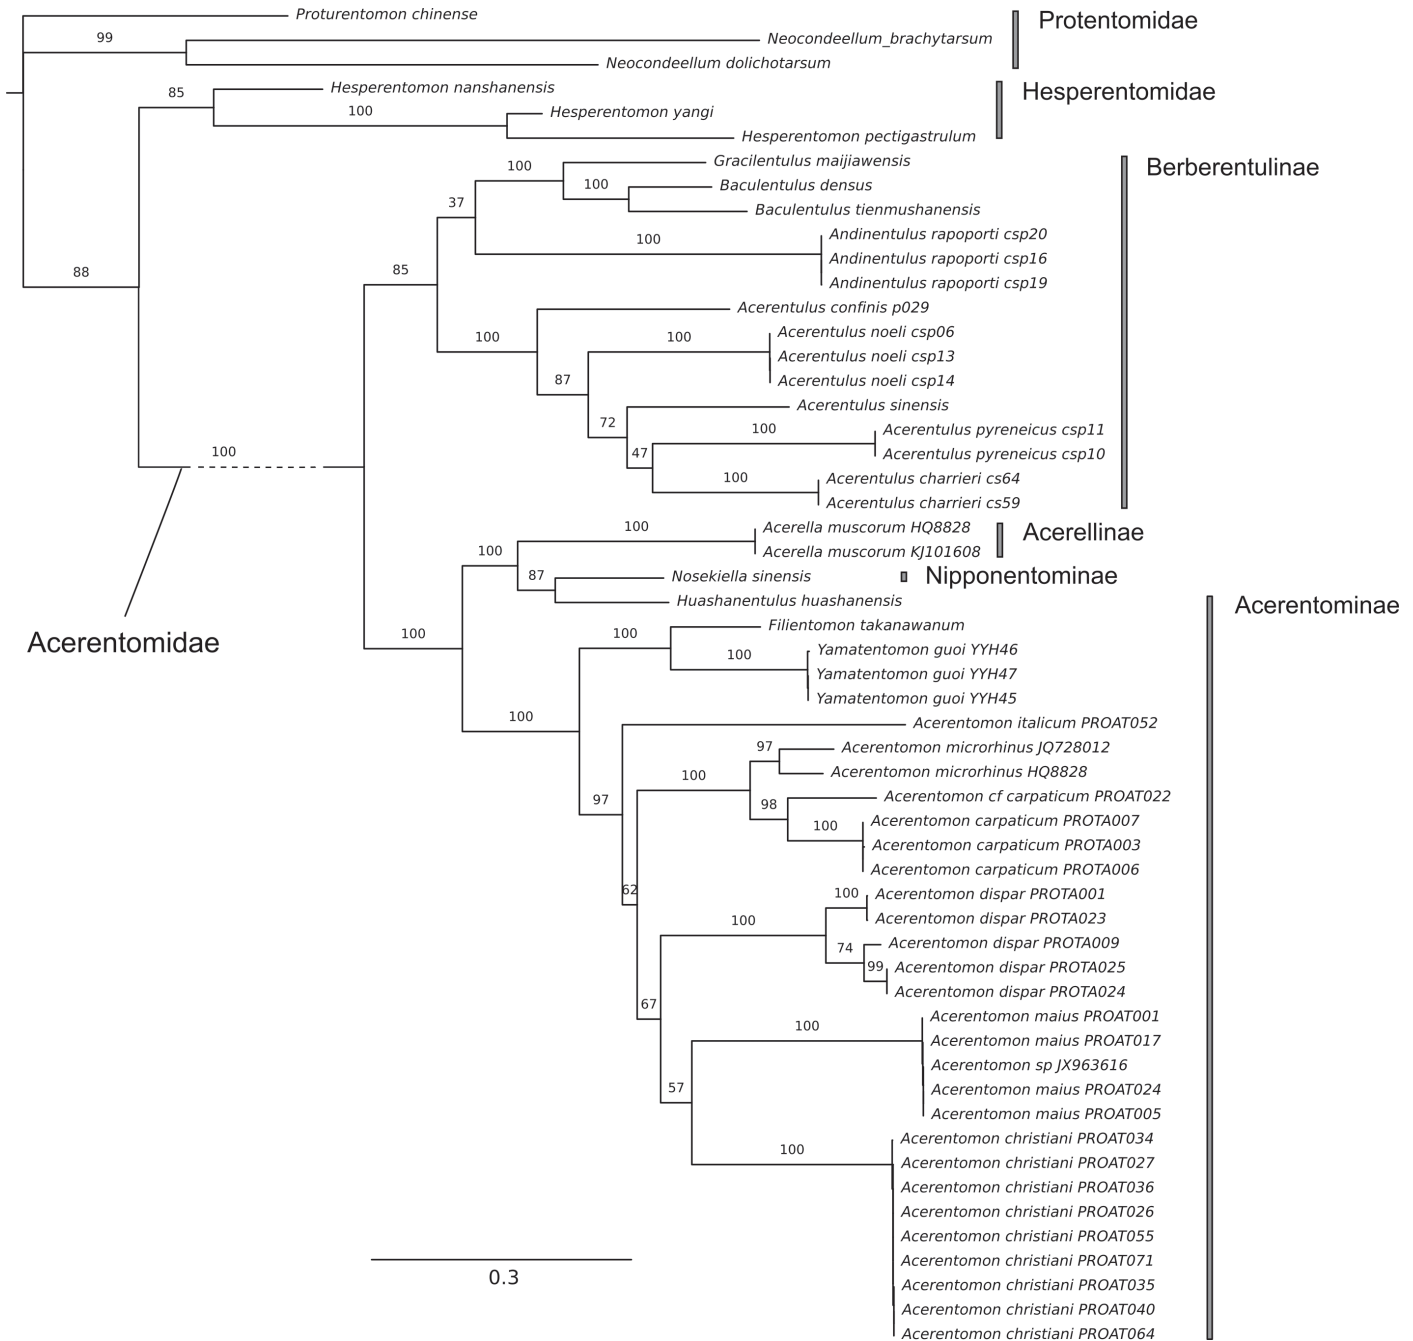 Proturentomon chinense
Protentomidae
99
Neocondeellum_brachytarsum
Neocondeellum dolichotarsum
85
Hesperentomon nanshanensis
Hesperentomidae
100
Hesperentomon yangi
Hesperentomon pectigastrulum
100
Gracilentulus maijiawensis
Berberentulinae
100
Baculentulus densus
37
Baculentulus tienmushanensis
100
Andinentulus rapoporti csp20
Andinentulus rapoporti csp16
88
85
Andinentulus rapoporti csp19
Acerentulus confinis p029
100
100
Acerentulus noeli csp06
Acerentulus noeli csp13
87
Acerentulus noeli csp14
Acerentulus sinensis
72
100
Acerentulus pyreneicus csp11
100
47
Acerentulus pyreneicus csp10
100
Acerentulus charrieri cs64
Acerentulus charrieri cs59
100
Acerella muscorum HQ8828
Acerellinae
100
Acerella muscorum KJ101608
87
Nosekiella sinensis
Nipponentominae
Huashanentulus huashanensis
Acerentominae
Acerentomidae
100
100
Filientomon takanawanum
100
Yamatentomon guoi YYH46
Yamatentomon guoi YYH47
Yamatentomon guoi YYH45
100
Acerentomon italicum PROAT052
97
Acerentomon microrhinus JQ728012
100
Acerentomon microrhinus HQ8828
97
98
Acerentomon cf carpaticum PROAT022
100
Acerentomon carpaticum PROTA007
Acerentomon carpaticum PROTA003
Acerentomon carpaticum PROTA006
62
100
Acerentomon dispar PROTA001
100
Acerentomon dispar PROTA023
74
Acerentomon dispar PROTA009
99
Acerentomon dispar PROTA025
Acerentomon dispar PROTA024
67
100
Acerentomon maius PROAT001
Acerentomon maius PROAT017
Acerentomon sp JX963616
57
Acerentomon maius PROAT024
Acerentomon maius PROAT005
100
Acerentomon christiani PROAT034
Acerentomon christiani PROAT027
Acerentomon christiani PROAT036
Acerentomon christiani PROAT026
Acerentomon christiani PROAT055
Acerentomon christiani PROAT071
0.3
Acerentomon christiani PROAT035
Acerentomon christiani PROAT040
Acerentomon christiani PROAT064